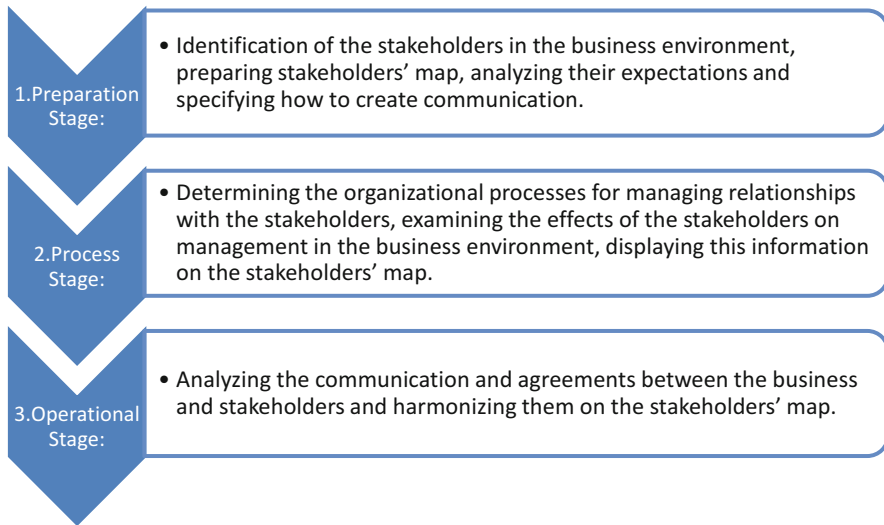 1.Preparation
Stage:
• Identification of the stakeholders in the business environment,
preparing stakeholders’ map, analyzing their expectations and
specifying how to create communication.
2.Process
Stage:
• Determining the organizational processes for managing relationships
with the stakeholders, examining the effects of the stakeholders on
management in the business environment, displaying this information
on the stakeholders’ map.
3.Operational
Stage:
• Analyzing the communication and agreements between the business
and stakeholders and harmonizing them on the stakeholders’ map.